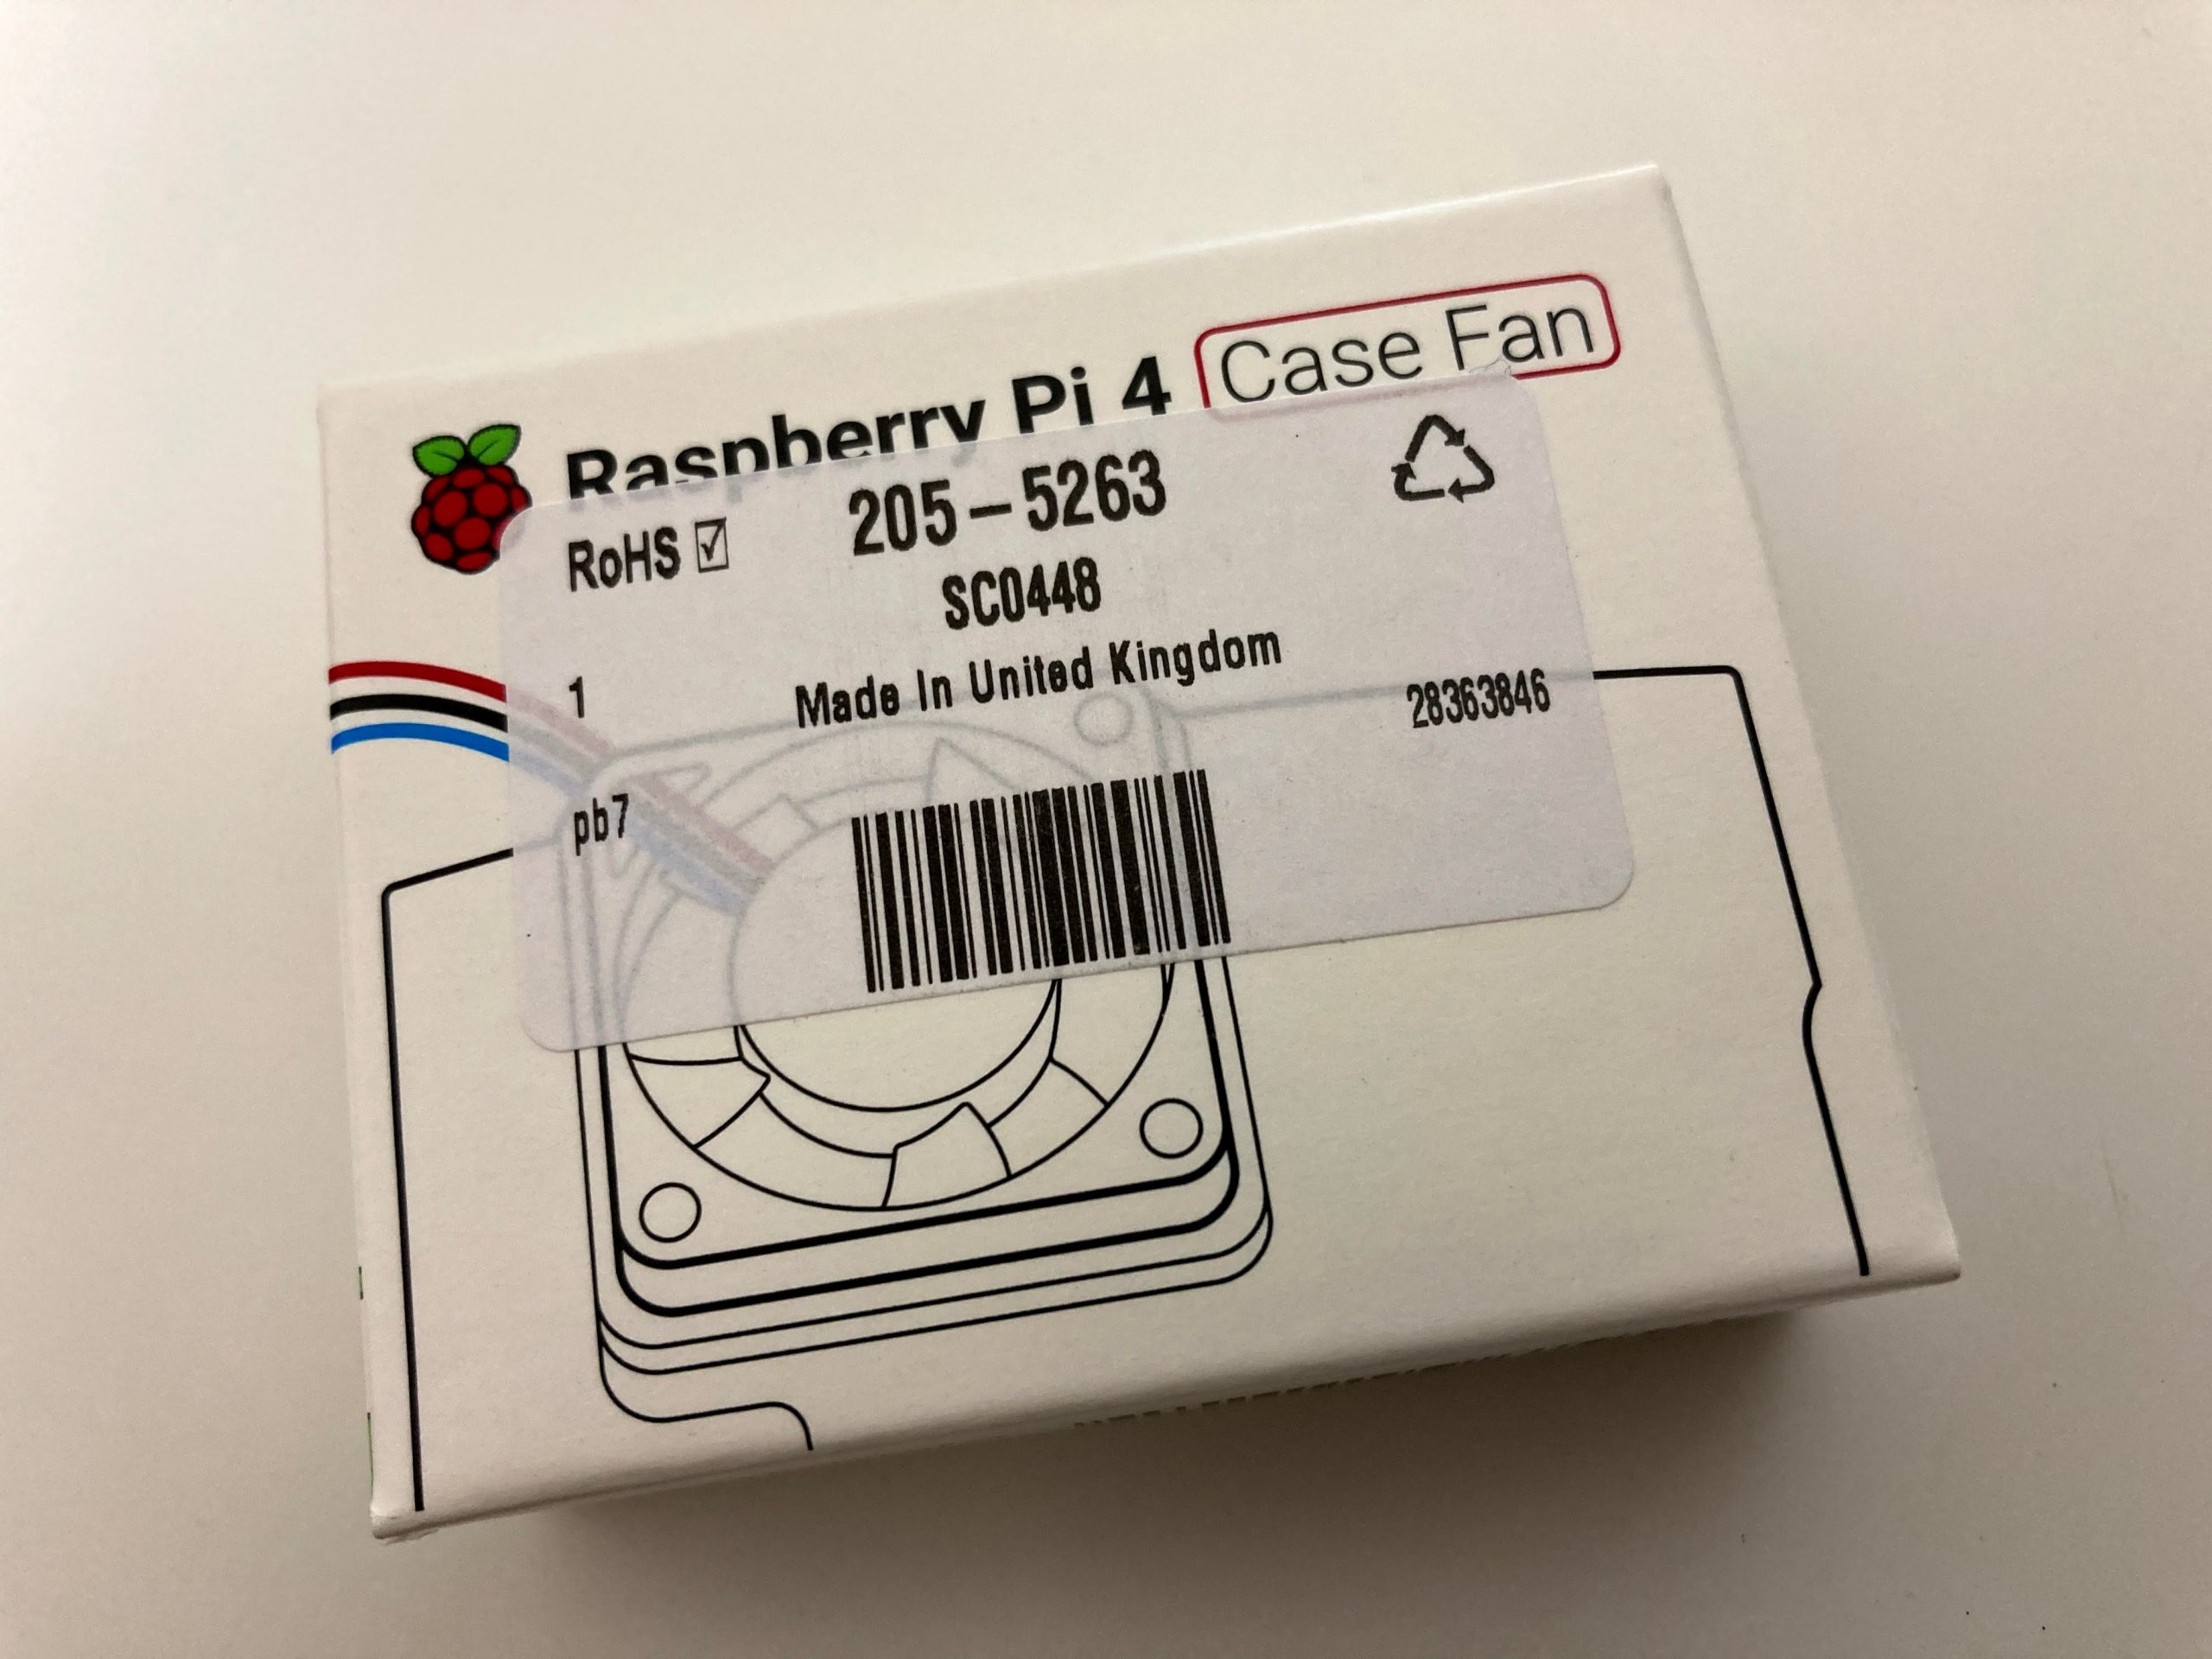 Raspberry Pi 4 Case Fan
RoHS ☑ 205-5263
SC0448
1 Made In United Kingdom 28363846
pb7